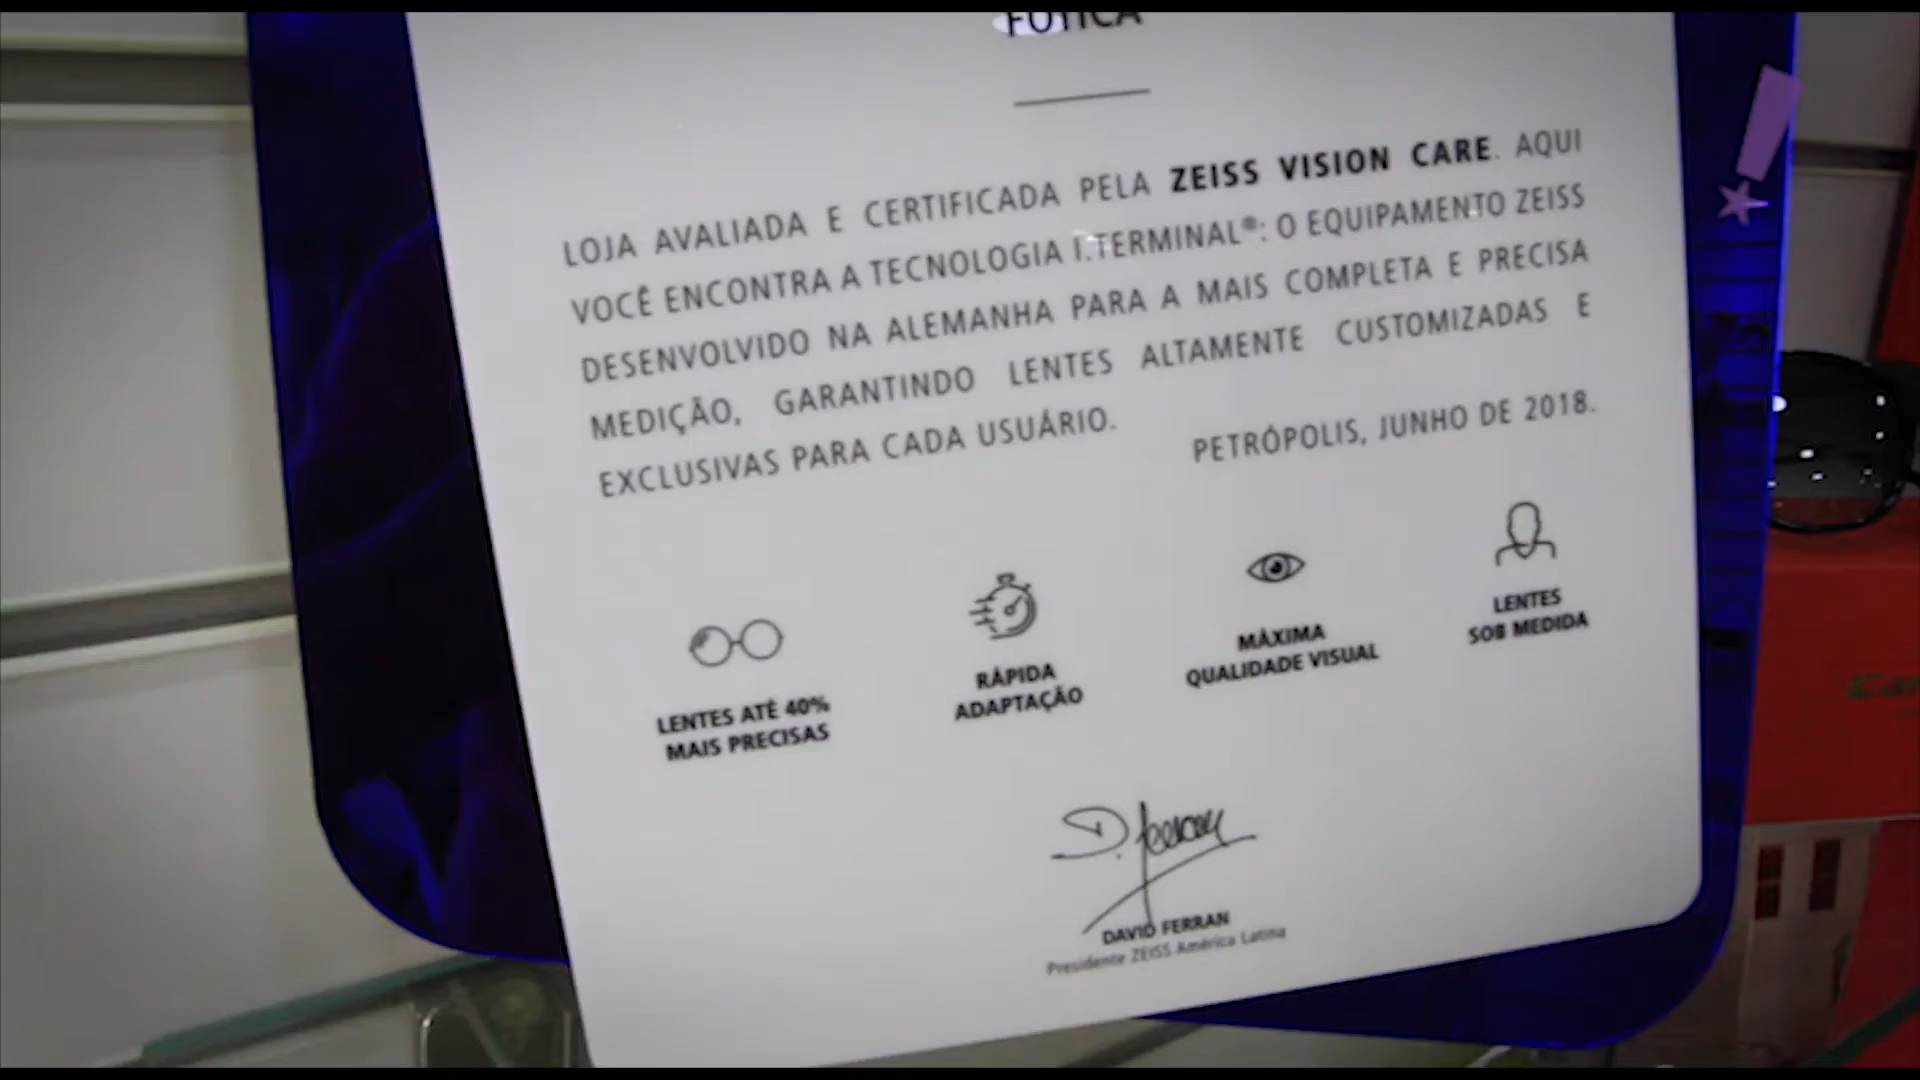 LOJA AVALIADA E CERTIFICADA PELA ZEISS VISION CARE. AQUI
VOCÊ ENCONTRA A TECNOLOGIA I.TERMINAL®: O EQUIPAMENTO ZEISS
DESENVOLVIDO NA ALEMANHA PARA A MAIS COMPLETA E PRECISA
MEDIÇÃO, GARANTINDO LENTES ALTAMENTE CUSTOMIZADAS E
EXCLUSIVAS PARA CADA USUÁRIO.
PETRÓPOLIS, JUNHO DE 2018.
LENTES ATÉ 40%
MAIS PRECISAS
RÁPIDA
ADAPTAÇÃO
MÁXIMA
QUALIDADE VISUAL
LENTES
SOB MEDIDA
DAVID FERRAN
Presidente ZEISS América Latina